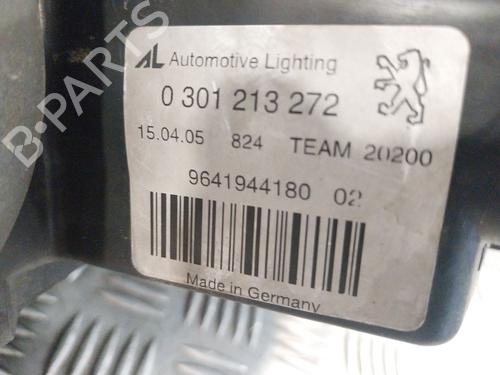 AL Automotive Lighting
0 301 213 272
15.04.05 824 TEAM 20200
9641944180 02
Made in Germany
B-PARTS